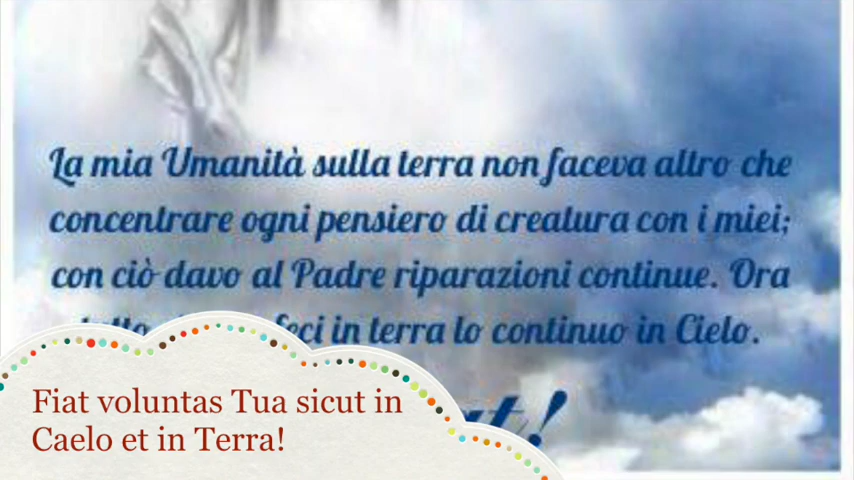 La mia Umanità sulla terra non faceva altro che
concentrare ogni pensiero di creatura con i miei;
con ciò davo al Padre riparazioni continue. Ora
feci in terra lo continuo in Cielo.
Fiat voluntas Tua sicut in
Caelo et in Terra!